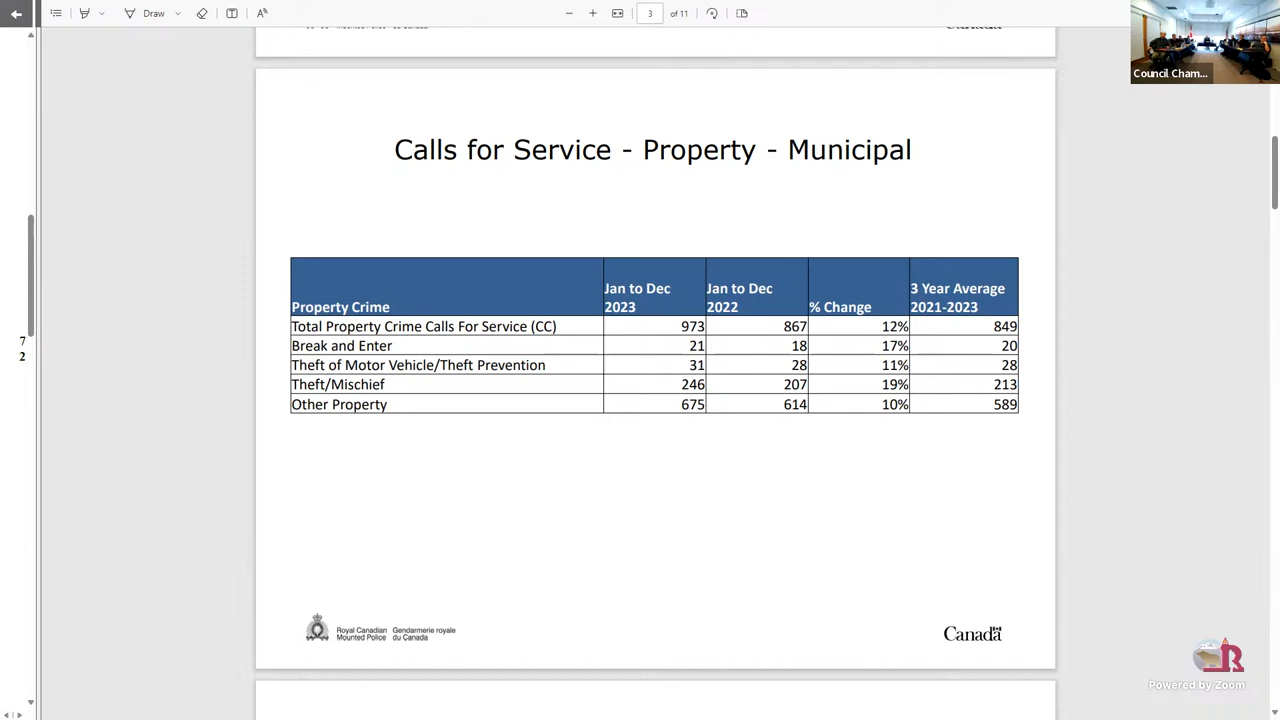 Draw
3 of 11
Council Cham...
Canada
Calls for Service - Property - Municipal
Property Crime Jan to Dec 2023 Jan to Dec 2022 % Change 3 Year Average 2021-2023
Total Property Crime Calls For Service (CC) 973 867 12% 849
Break and Enter 21 18 17% 20
Theft of Motor Vehicle/Theft Prevention 31 28 11% 28
Theft/Mischief 246 207 19% 213
Other Property 675 614 10% 589
7
2
Royal Canadian Gendarmerie royale
Mounted Police du Canada
Canada
R
Powered by Zoom